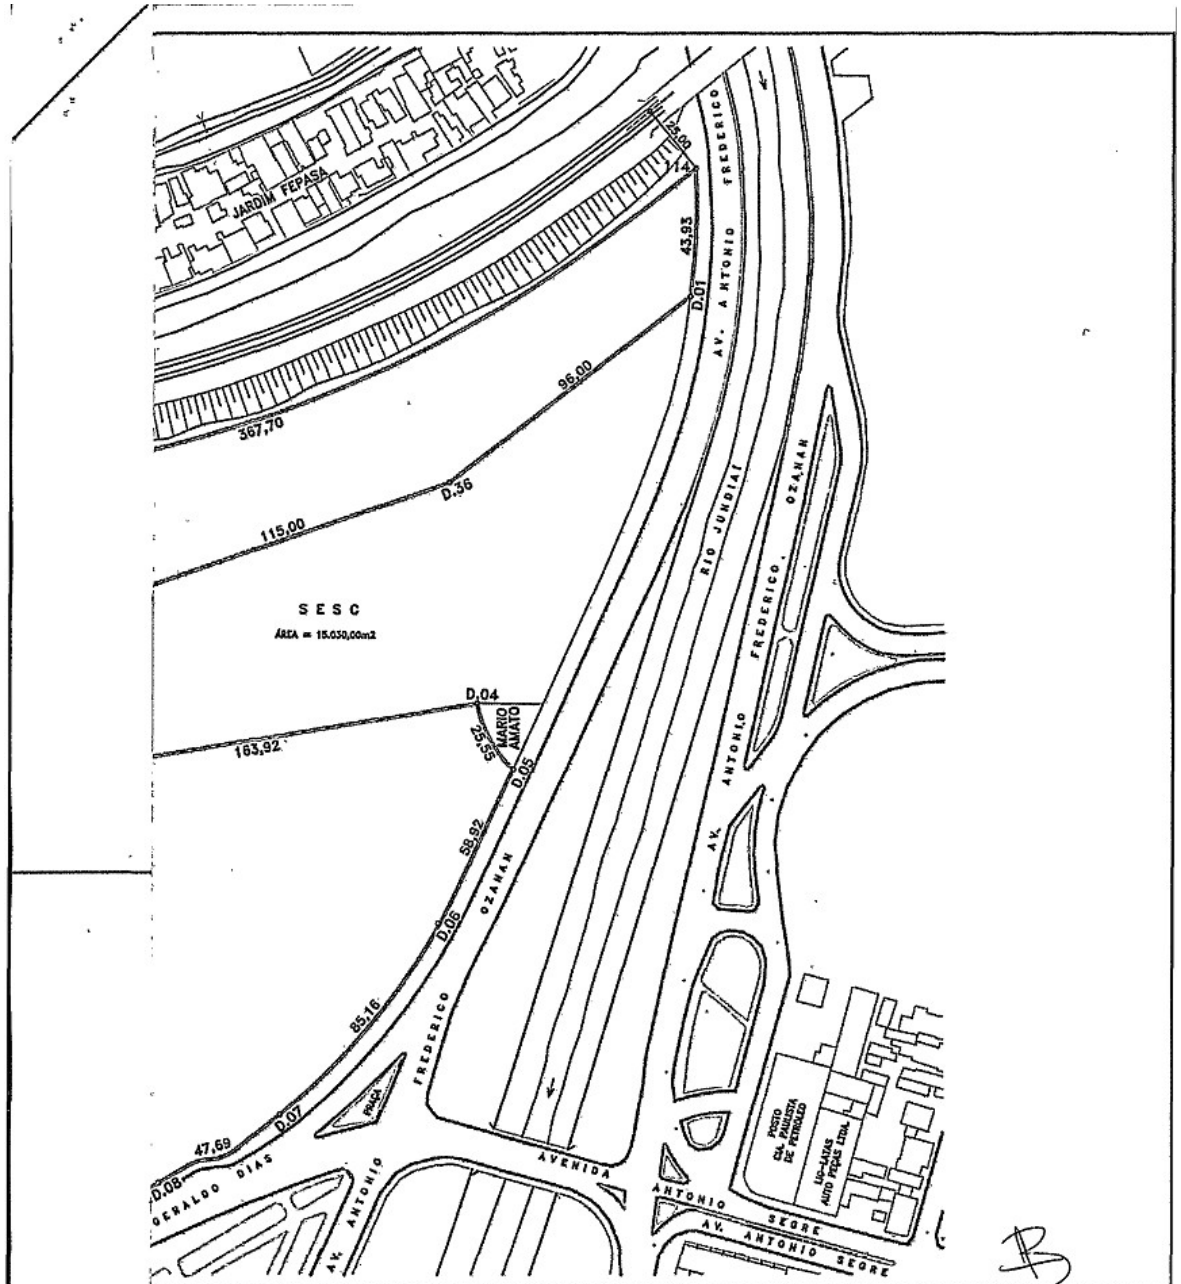 JARDIM FEPASA
25,00
14
43,93
D.01
AV. ANTONIO FREDERICO
96,00
367,70
D.36
115,00
SESC
ÁREA = 15.030,00m2
RIO JUNDIAÍ
AV. ANTONIO FREDERICO OZANAN
D.04
MARIO
AMATO
163,92
25,55
D.05
58,92
D.06
OZANAN
85,16
FREDERICO
PRAÇA
D.07
47,69
D.08
GERALDO DIAS
AV. ANTONIO
AVENIDA
ANTONIO SEGRE
AV. ANTONIO SEGRE
POSTO
CIA. PAULISTA
DE PETRÓLEO
LIC-LATAS
AUTO PEÇAS LTDA.